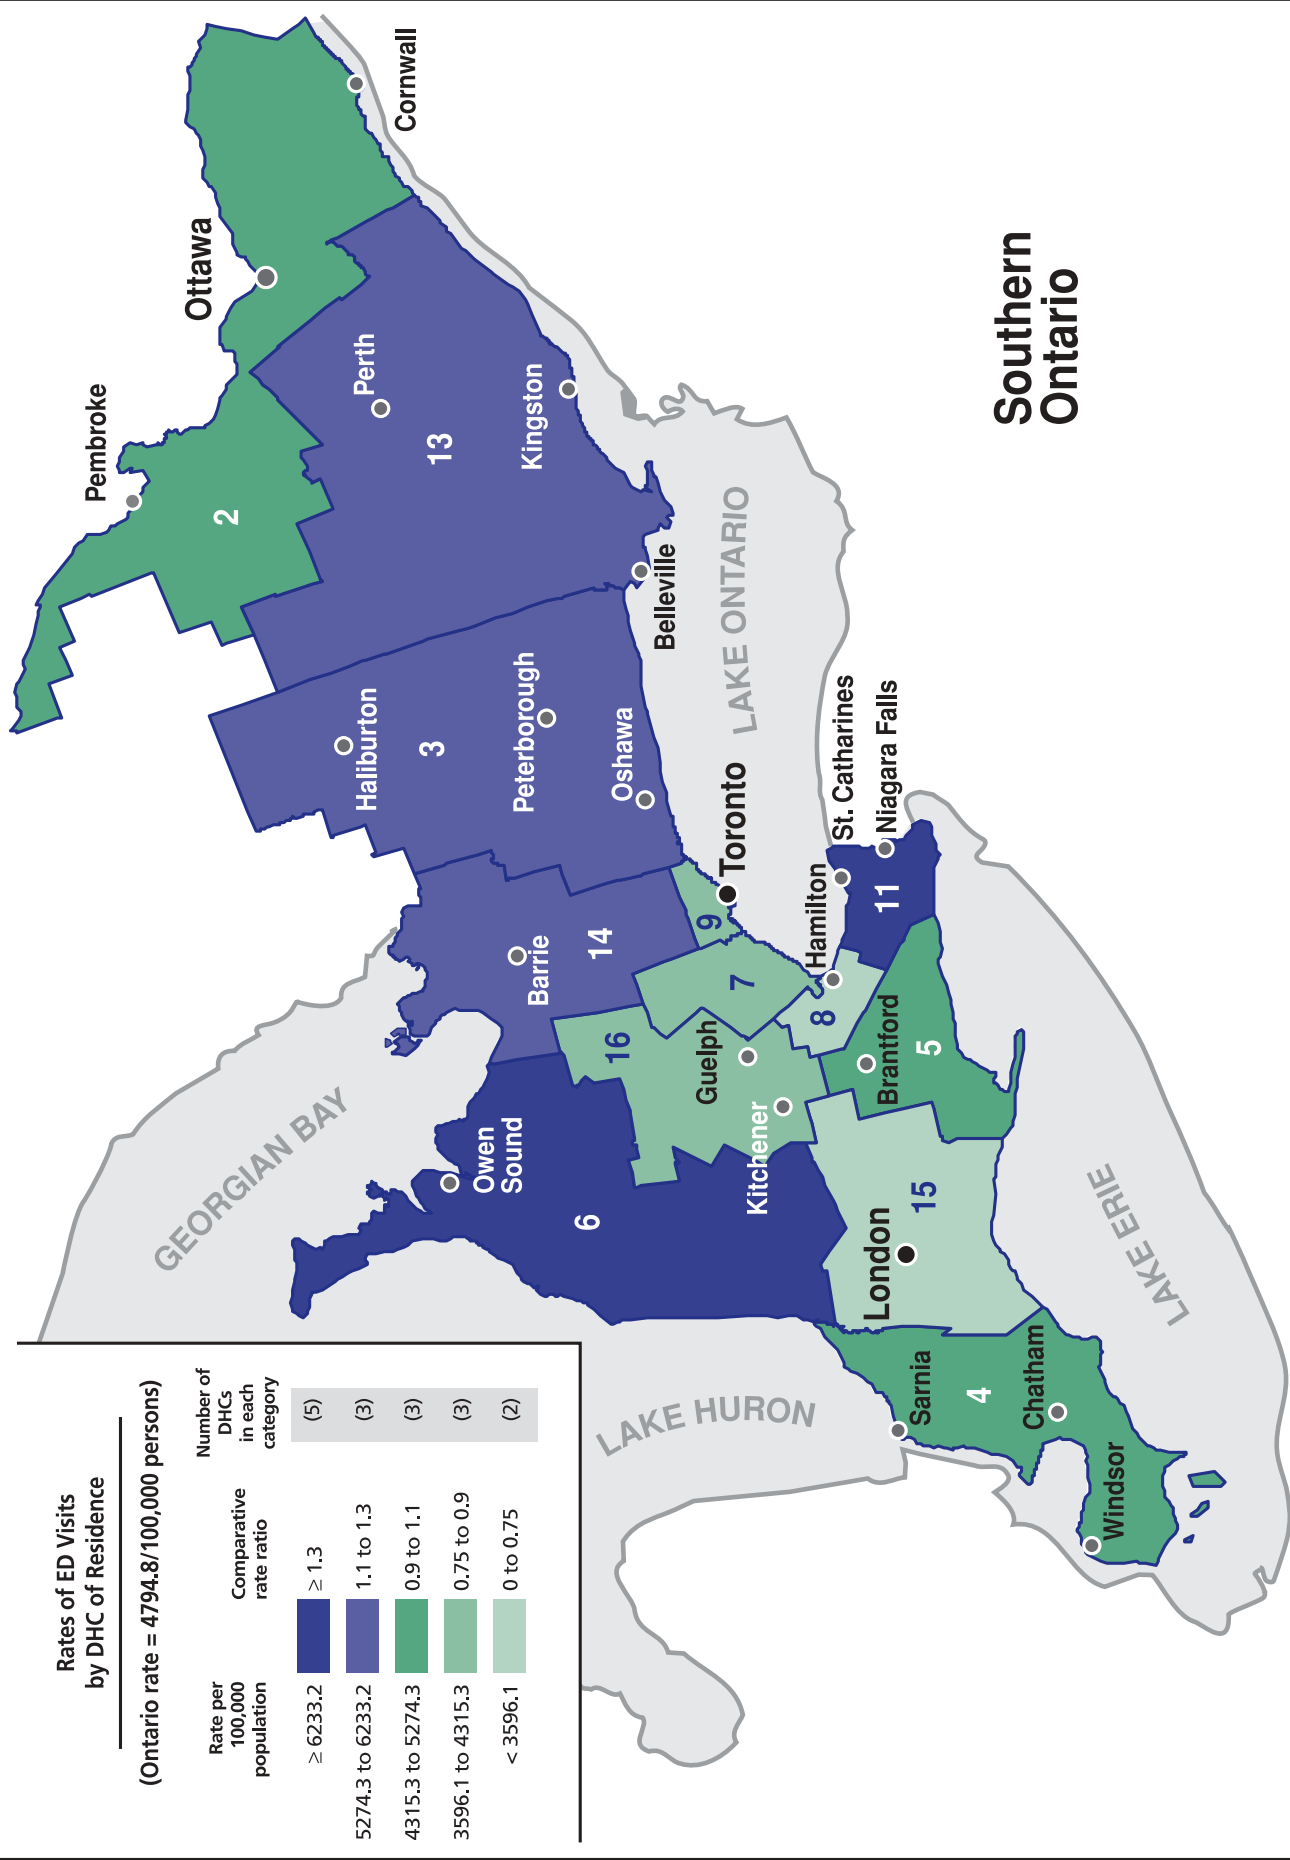 Rates of ED Visits
by DHC of Residence
(Ontario rate = 4794.8/100,000 persons)
Rate per
100,000
population
Comparative
rate ratio
Number of
DHCs
in each
category
≥ 6233.2 ≥ 1.3 (5)
5274.3 to 6233.2 1.1 to 1.3 (3)
4315.3 to 5274.3 0.9 to 1.1 (3)
3596.1 to 4315.3 0.75 to 0.9 (3)
< 3596.1 0 to 0.75 (2)
Pembroke
Ottawa
Cornwall
2
Perth
13
Kingston
Belleville
Haliburton
3
Peterborough
Oshawa
GEORGIAN BAY
Barrie
14
Owen
Sound
6
16
9
Toronto
LAKE ONTARIO
7
Guelph
Kitchener
LAKE HURON
8
Hamilton
St. Catharines
Niagara Falls
11
Brantford
5
London
15
Sarnia
4
Chatham
Windsor
LAKE ERIE
Southern
Ontario